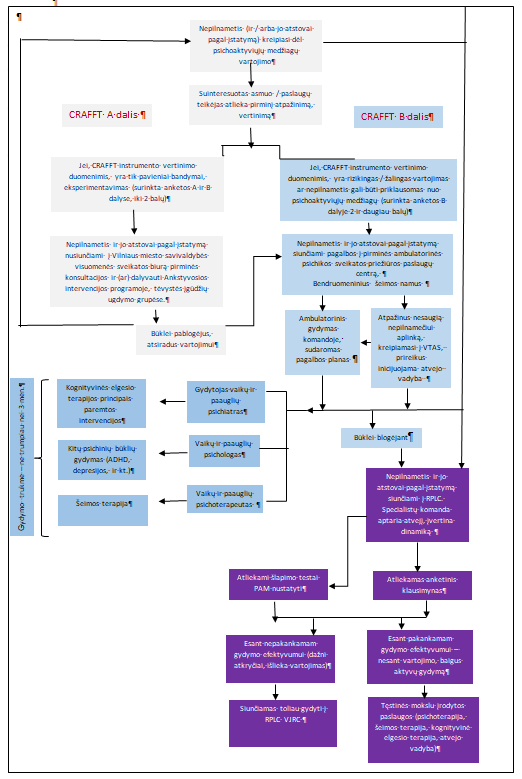 Nepilnametis (ir / arba jo atstovai
pagal įstatymą) kreipiasi dėl
psichoaktyviųjų medžiagų
vartojimo¶
Suinteresuotas asmuo / paslaugų
teikėjas atlieka pirminį atpažinimą,
vertinimą
CRAFFT A dalis ¶
CRAFFT B dalis¶
Jei, CRAFFT instrumento vertinimo
duomenimis, yra tik pavieniai bandymai,
eksperimentavimas (surinkta anketos A ir B
dalyse, iki 2 balų)¶
Jei, CRAFFT instrumento vertinimo
duomenimis, yra rizikingas / žalingas vartojimas
ar nepilnametis gali būti priklausomas nuo
psichoaktyviųjų medžiagų (surinkta anketos B
dalyje 2 ir daugiau balų)
Nepilnametis ir jo atstovai pagal įstatymą
nusiunčiami į Vilniaus miesto savivaldybės
visuomenės sveikatos biurą pirminės
konsultacijos ir (ar) dalyvauti Ankstyvosios
intervencijos programoje, tėvystės įgūdžių
ugdymo grupėse.¶
Nepilnametis ir jo atstovai pagal įstatymą
siunčiami pagalbos į pirminės ambulatorinės
psichikos sveikatos priežiūros paslaugų
centrą, ¶
Bendruomeninius šeimos namus ¶
Būklei pablogėjus,
atsiradus vartojimui¶
Ambulatorinis
gydymas
komandoje,
sudaromas
pagalbos planas ¶
Atpažinus nesaugią
nepilnamečiui
aplinką,
kreipiamasi į VTAS,
prireikus
inicijuojama atvejo
vadyba ¶
Gydymo trukmė – ne trumpiau nei 3 mėn.¶
Kognityvinės elgesio
terapijos principais
paremtos
intervencijos¶
Gydytojas vaikų ir
paauglių
psichiatras¶
Kitų psichinių būklių
gydymas (ADHD,
depresijos, ir kt.)¶
Vaikų ir paauglių
psichologas¶
Šeimos terapija¶
Vaikų ir paauglių
psichoterapeutas ¶
Būklei blogėjant¶
Nepilnametis ir jo
atstovai pagal įstatymą
siunčiami į RPLC.
Specialistų komanda
aptaria atvejį, įvertina
dinamiką ¶
Atliekami šlapimo testai
PAM nustatyti¶
Atliekamas anketinis
klausimynas¶
Esant nepakankamam
gydymo efektyvumui (dažni
atkryčiai, išlieka vartojimas)¶
Esant pakankamam
gydymo efektyvumui –
nesant vartojimo, baigus
aktyvų gydymą¶
Siunčiamas toliau gydyti į
RPLC VJRC¶
Tęstinės mokslu įrodytos
paslaugos (psichoterapija,
šeimos terapija, kognityvinė
elgesio terapija, atvejo
vadyba)¶